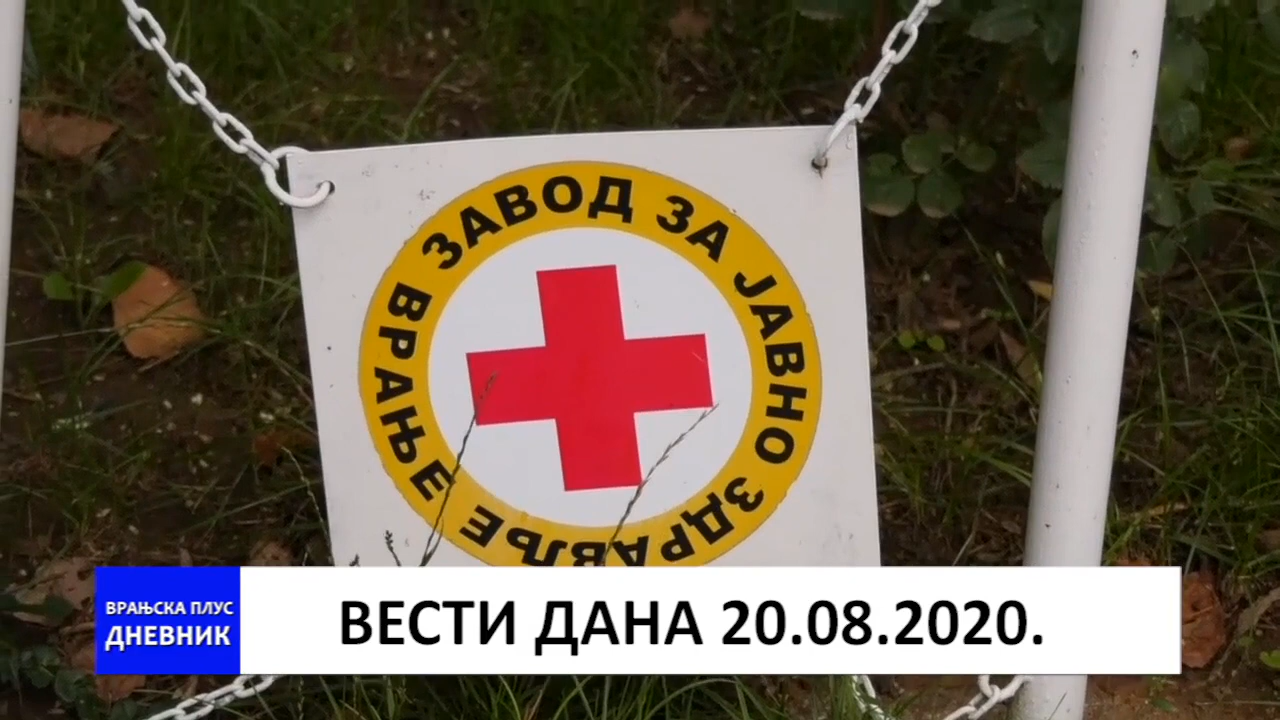 ЗАВОД ЗА ЈАВНО ЗДРАВЉЕ ВРАЊЕ
ВРАЊСКА ПЛУС
ДНЕВНИК
ВЕСТИ ДАНА 20.08.2020.